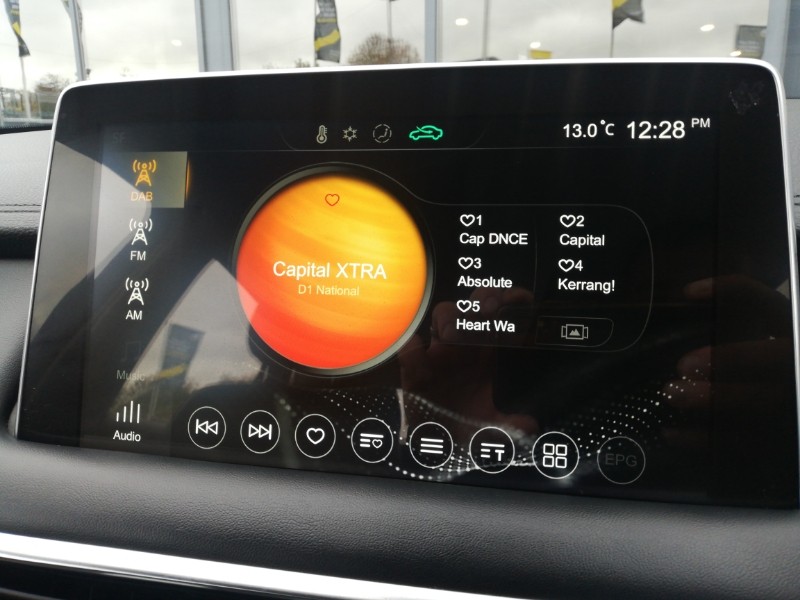 13.0°C 12:28 PM
DAB
FM
AM
Music
Audio
Capital XTRA
D1 National
1
Cap DNCE
2
Capital
3
Absolute
4
Kerrang!
5
Heart Wa
T
EPG